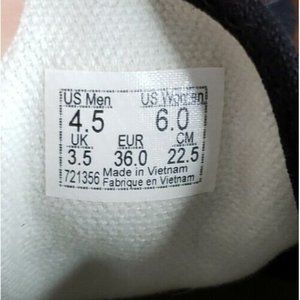 US Men US Women
4.5 6.0
UK EUR CM
3.5 36.0 22.5
721356 Made in Vietnam
Fabrique en Vietnam